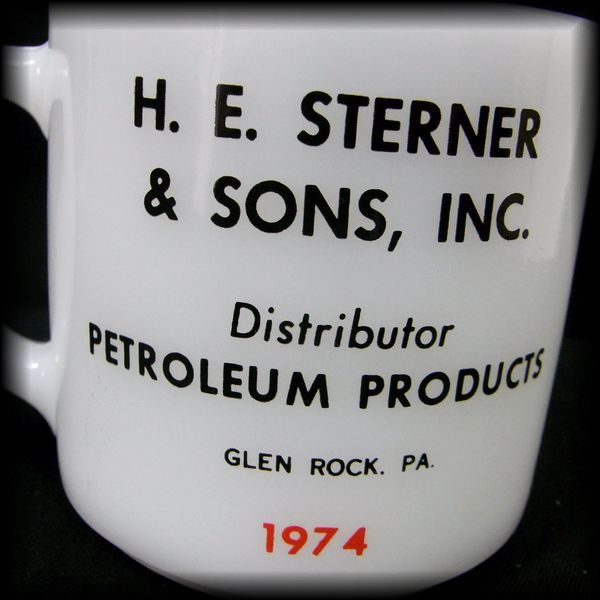 H. E. STERNER
& SONS, INC.
Distributor
PETROLEUM PRODUCTS
GLEN ROCK. PA.
1974